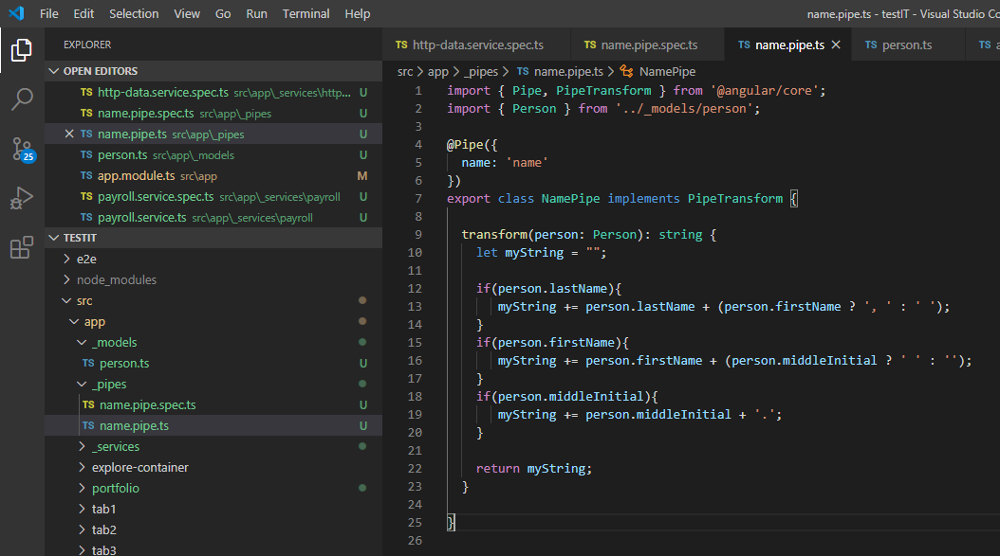 File Edit Selection View Go Run Terminal Help
name.pipe.ts - testIT - Visual Studio Co
EXPLORER
OPEN EDITORS
TS http-data.service.spec.ts src\app\_services\http... U
TS name.pipe.spec.ts src\app\_pipes U
TS name.pipe.ts src\app\_pipes U
TS person.ts src\app\_models U
TS app.module.ts src\app M
TS payroll.service.spec.ts src\app\_services\payroll U
TS payroll.service.ts src\app\_services\payroll U
25
TESTIT
e2e
node_modules
src
app
_models
TS person.ts U
_pipes
TS name.pipe.spec.ts U
TS name.pipe.ts U
_services
explore-container
portfolio
tab1
tab2
tab3
TS http-data.service.spec.ts TS name.pipe.spec.ts TS name.pipe.ts TS person.ts TS a
src > app > _pipes > TS name.pipe.ts > NamePipe
1 import { Pipe, PipeTransform } from '@angular/core';
2 import { Person } from '../_models/person';
3
4 @Pipe({
5 name: 'name'
6 })
7 export class NamePipe implements PipeTransform {
8
9 transform(person: Person): string {
10 let myString = "";
11
12 if(person.lastName){
13 myString += person.lastName + (person.firstName ? ', ' : ' ');
14 }
15 if(person.firstName){
16 myString += person.firstName + (person.middleInitial ? ' ' : '');
17 }
18 if(person.middleInitial){
19 myString += person.middleInitial + '.';
20 }
21
22 return myString;
23 }
24
25 }
26